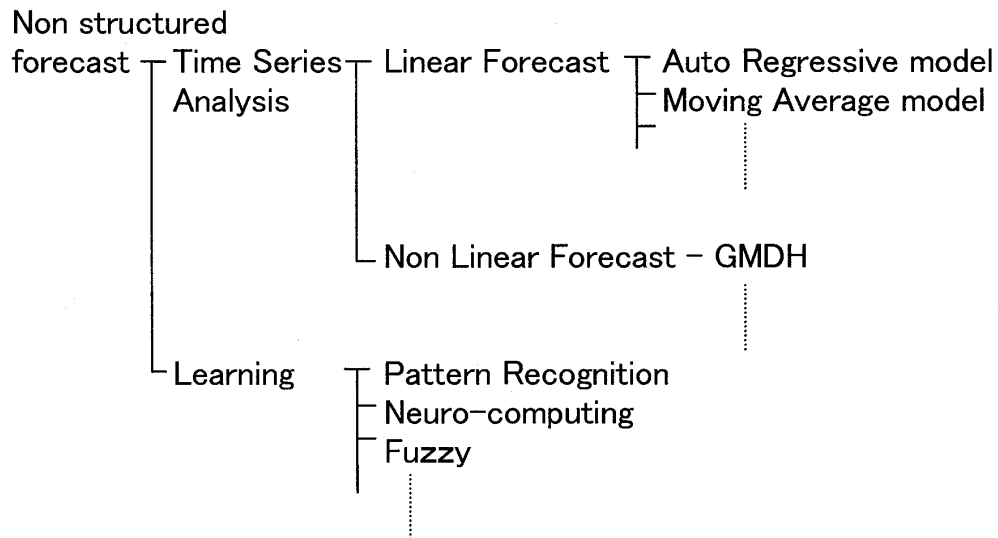 Non structured
forecast Time Series Linear Forecast Auto Regressive model
Analysis Moving Average model
Non Linear Forecast - GMDH
Learning Pattern Recognition
Neuro-computing
Fuzzy